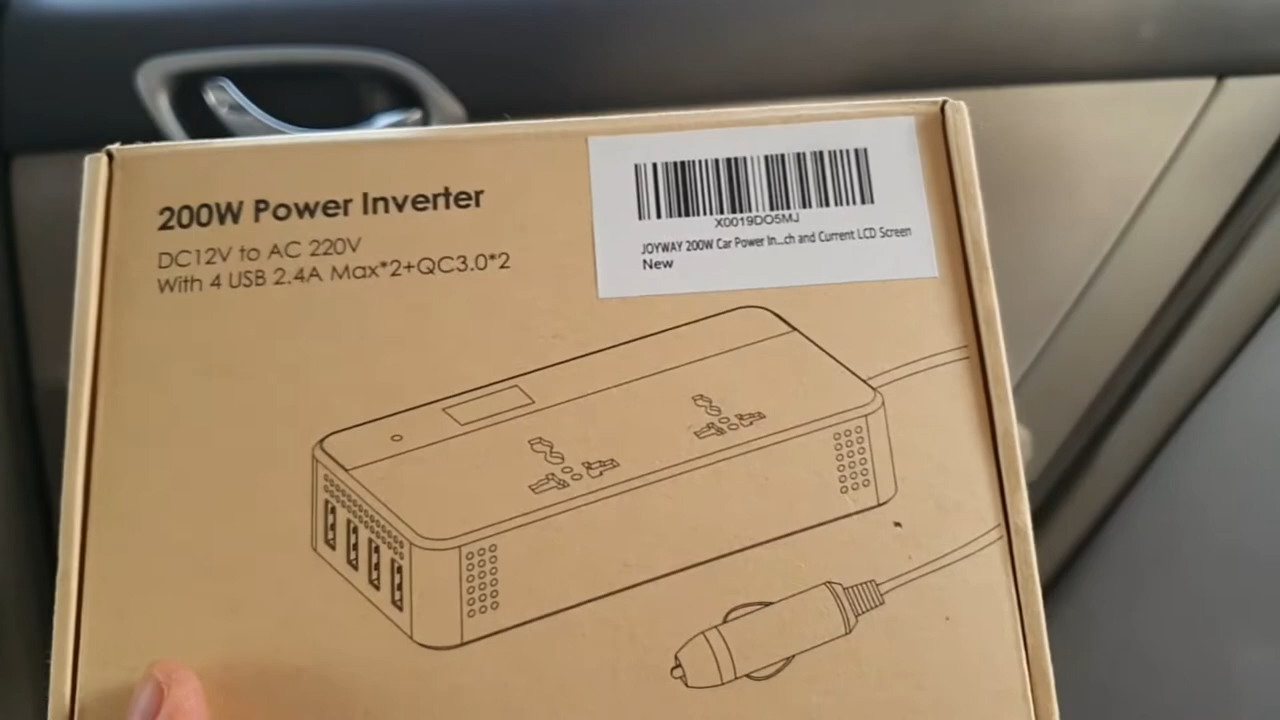 200W Power Inverter
DC12V to AC 220V
With 4 USB 2.4A Max*2+QC3.0*2
X0019DO5MJ
JOYWAY 200W Car Power In...ch and Current LCD Screen
New